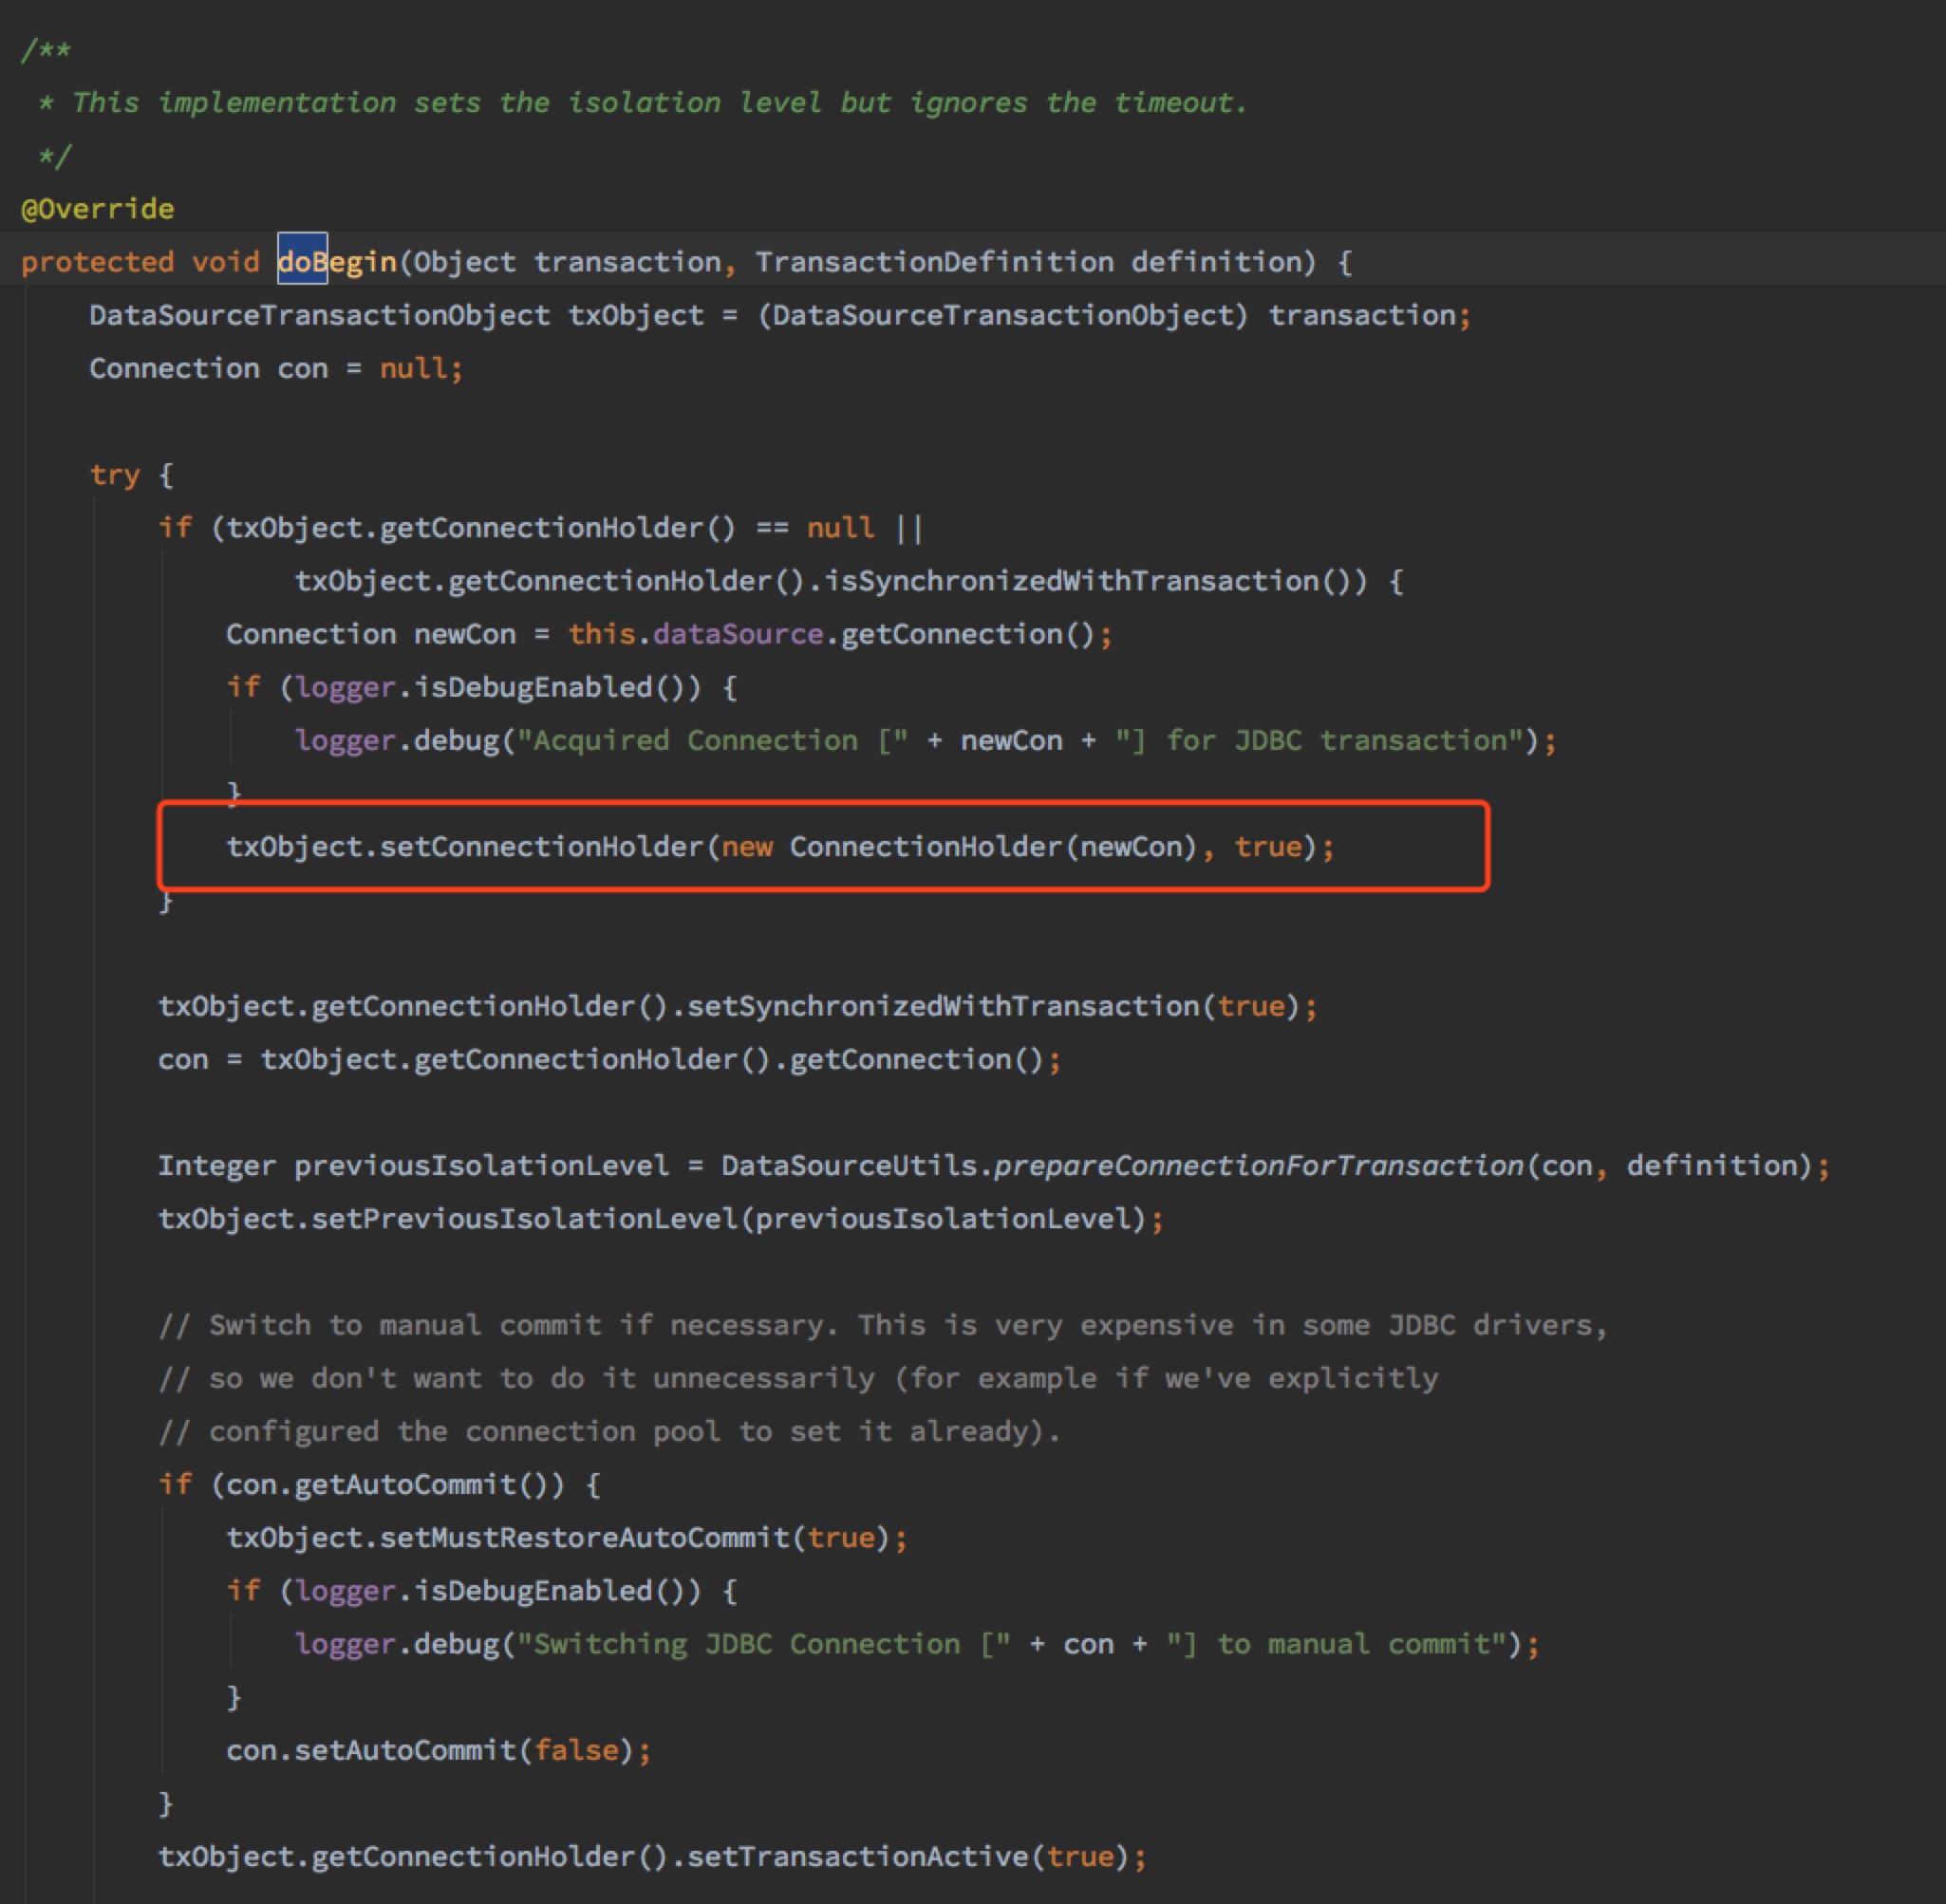 /**
 * This implementation sets the isolation level but ignores the timeout.
 */
@Override
protected void doBegin(Object transaction, TransactionDefinition definition) {
    DataSourceTransactionObject txObject = (DataSourceTransactionObject) transaction;
    Connection con = null;

    try {
        if (txObject.getConnectionHolder() == null ||
                txObject.getConnectionHolder().isSynchronizedWithTransaction()) {
            Connection newCon = this.dataSource.getConnection();
            if (logger.isDebugEnabled()) {
                logger.debug("Acquired Connection [" + newCon + "] for JDBC transaction");
            }
            txObject.setConnectionHolder(new ConnectionHolder(newCon), true);
        }

        txObject.getConnectionHolder().setSynchronizedWithTransaction(true);
        con = txObject.getConnectionHolder().getConnection();

        Integer previousIsolationLevel = DataSourceUtils.prepareConnectionForTransaction(con, definition);
        txObject.setPreviousIsolationLevel(previousIsolationLevel);

        // Switch to manual commit if necessary. This is very expensive in some JDBC drivers,
        // so we don't want to do it unnecessarily (for example if we've explicitly
        // configured the connection pool to set it already).
        if (con.getAutoCommit()) {
            txObject.setMustRestoreAutoCommit(true);
            if (logger.isDebugEnabled()) {
                logger.debug("Switching JDBC Connection [" + con + "] to manual commit");
            }
            con.setAutoCommit(false);
        }
        txObject.getConnectionHolder().setTransactionActive(true);